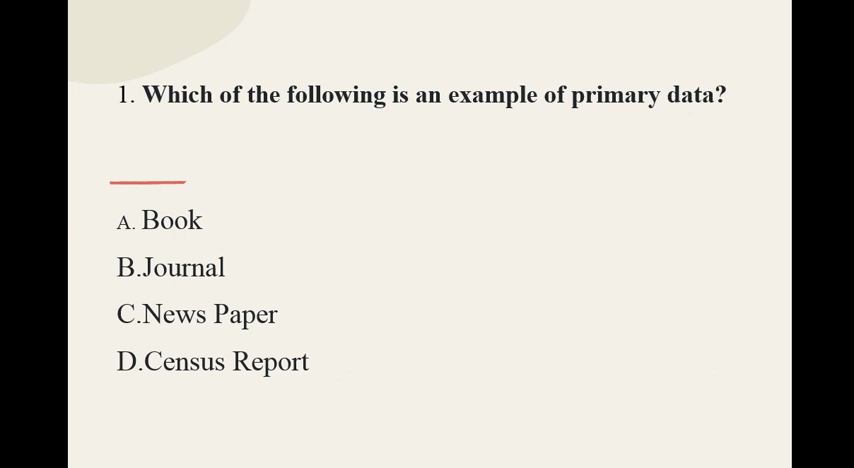 1. Which of the following is an example of primary data?
A. Book
B.Journal
C.News Paper
D.Census Report